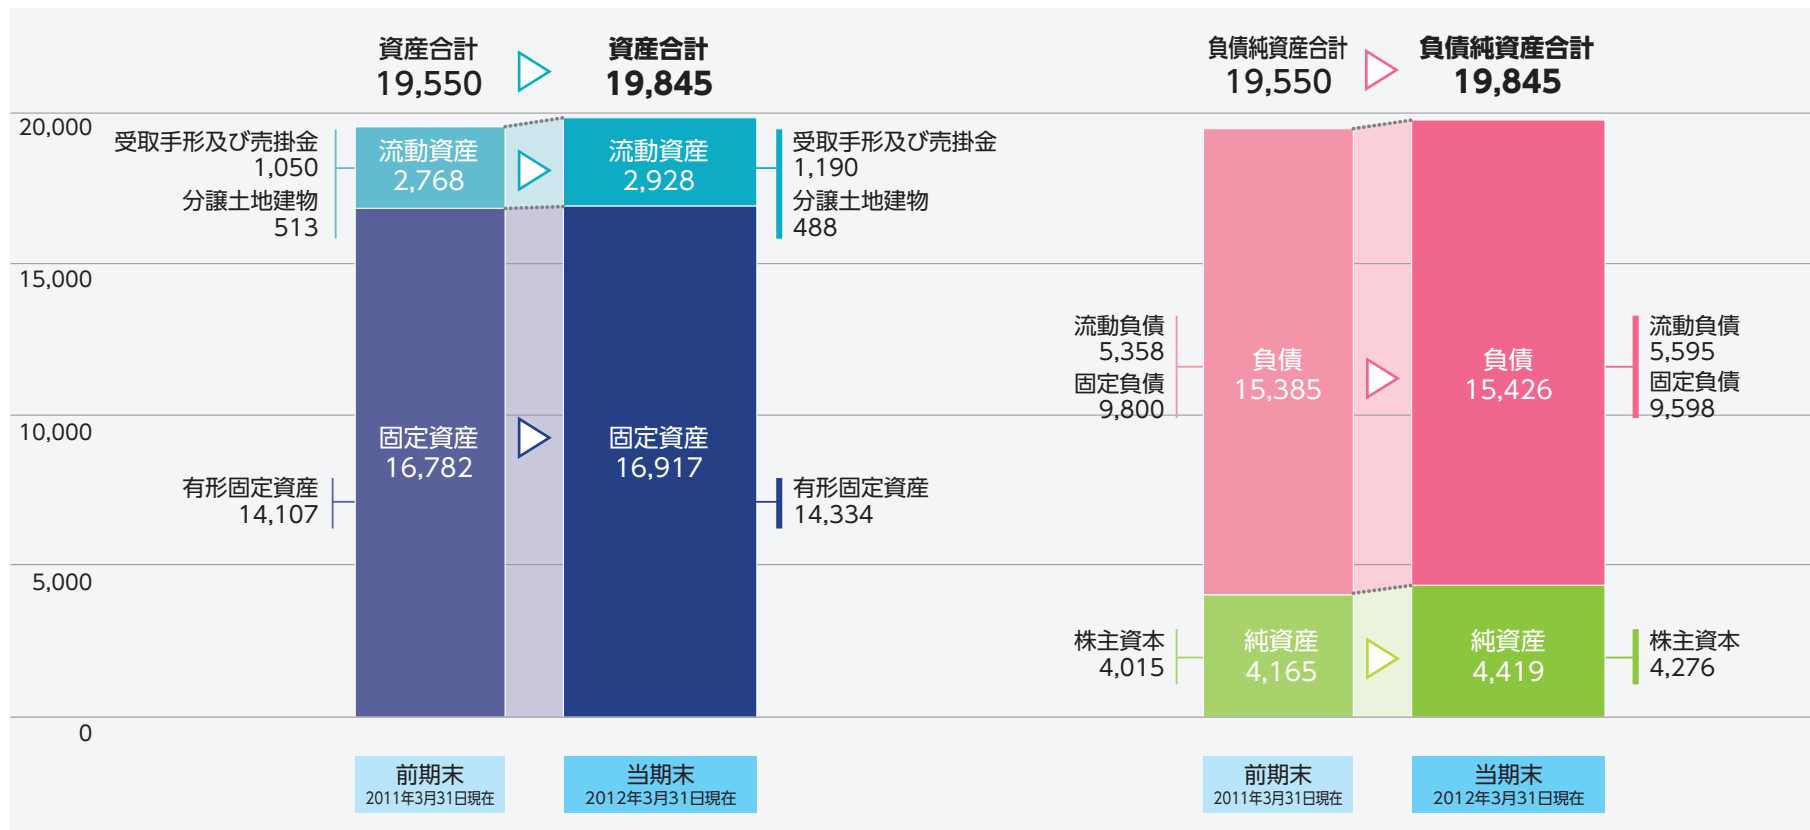 資産合計
19,550
資産合計
19,845
負債純資産合計
19,550
負債純資産合計
19,845
20,000
15,000
10,000
5,000
0
受取手形及び売掛金
1,050
分譲土地建物
513
流動資産
2,768
流動資産
2,928
受取手形及び売掛金
1,190
分譲土地建物
488
有形固定資産
14,107
固定資産
16,782
固定資産
16,917
有形固定資産
14,334
流動負債
5,358
固定負債
9,800
負債
15,385
負債
15,426
流動負債
5,595
固定負債
9,598
株主資本
4,015
純資産
4,165
純資産
4,419
株主資本
4,276
前期末
2011年3月31日現在
当期末
2012年3月31日現在
前期末
2011年3月31日現在
当期末
2012年3月31日現在